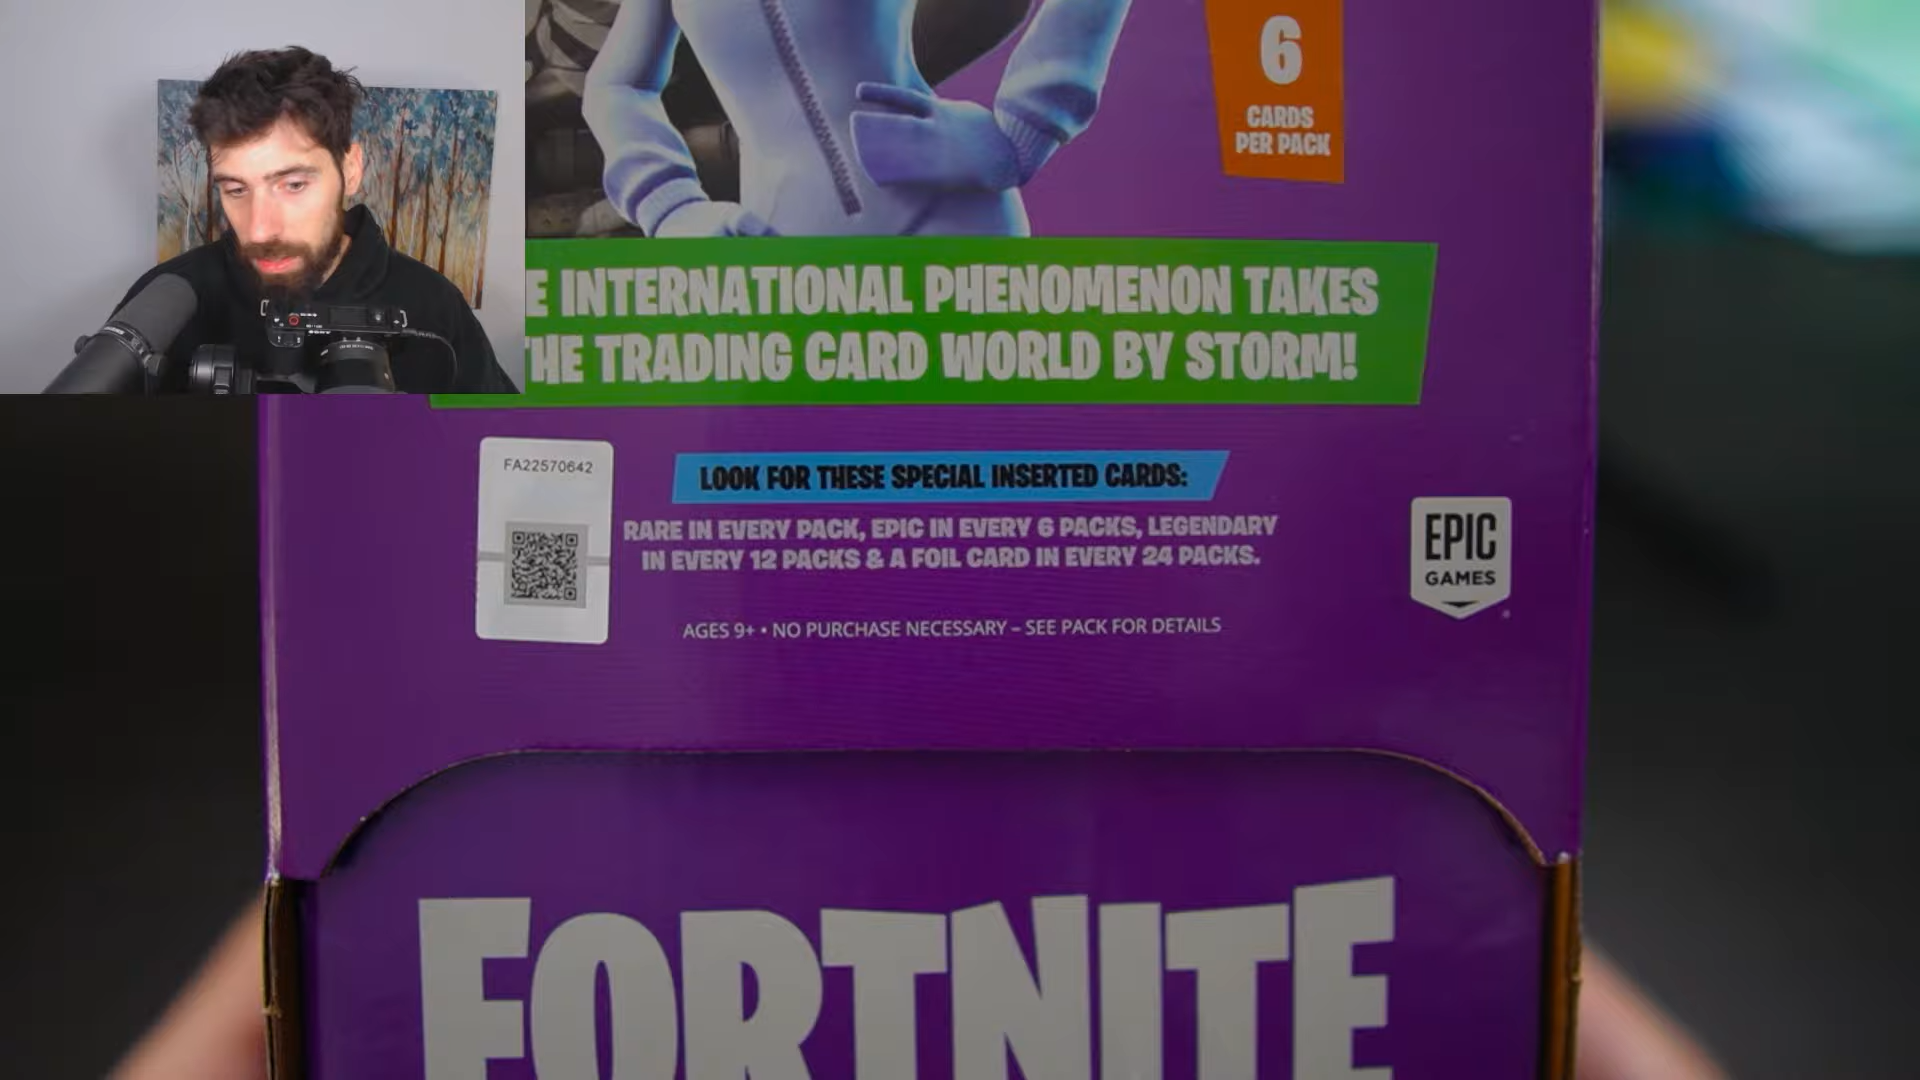 6
CARDS
PER PACK
E INTERNATIONAL PHENOMENON TAKES
THE TRADING CARD WORLD BY STORM!
FA22570642
LOOK FOR THESE SPECIAL INSERTED CARDS:
RARE IN EVERY PACK, EPIC IN EVERY 6 PACKS, LEGENDARY
IN EVERY 12 PACKS & A FOIL CARD IN EVERY 24 PACKS.
EPIC
GAMES
AGES 9+ • NO PURCHASE NECESSARY – SEE PACK FOR DETAILS
FORTNITE